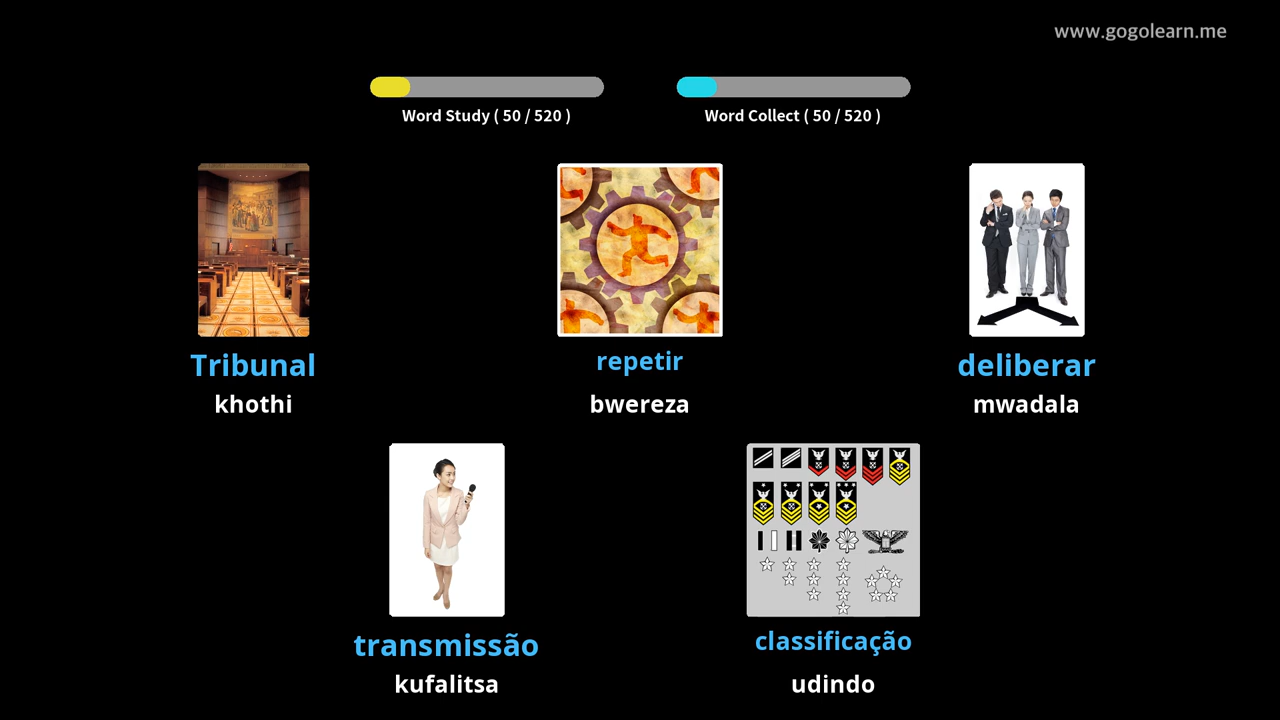 www.gogolearn.me
Word Study ( 50 / 520 )
Word Collect ( 50 / 520 )
Tribunal
khothi
repetir
bwereza
deliberar
mwadala
transmissão
kufalitsa
classificação
udindo